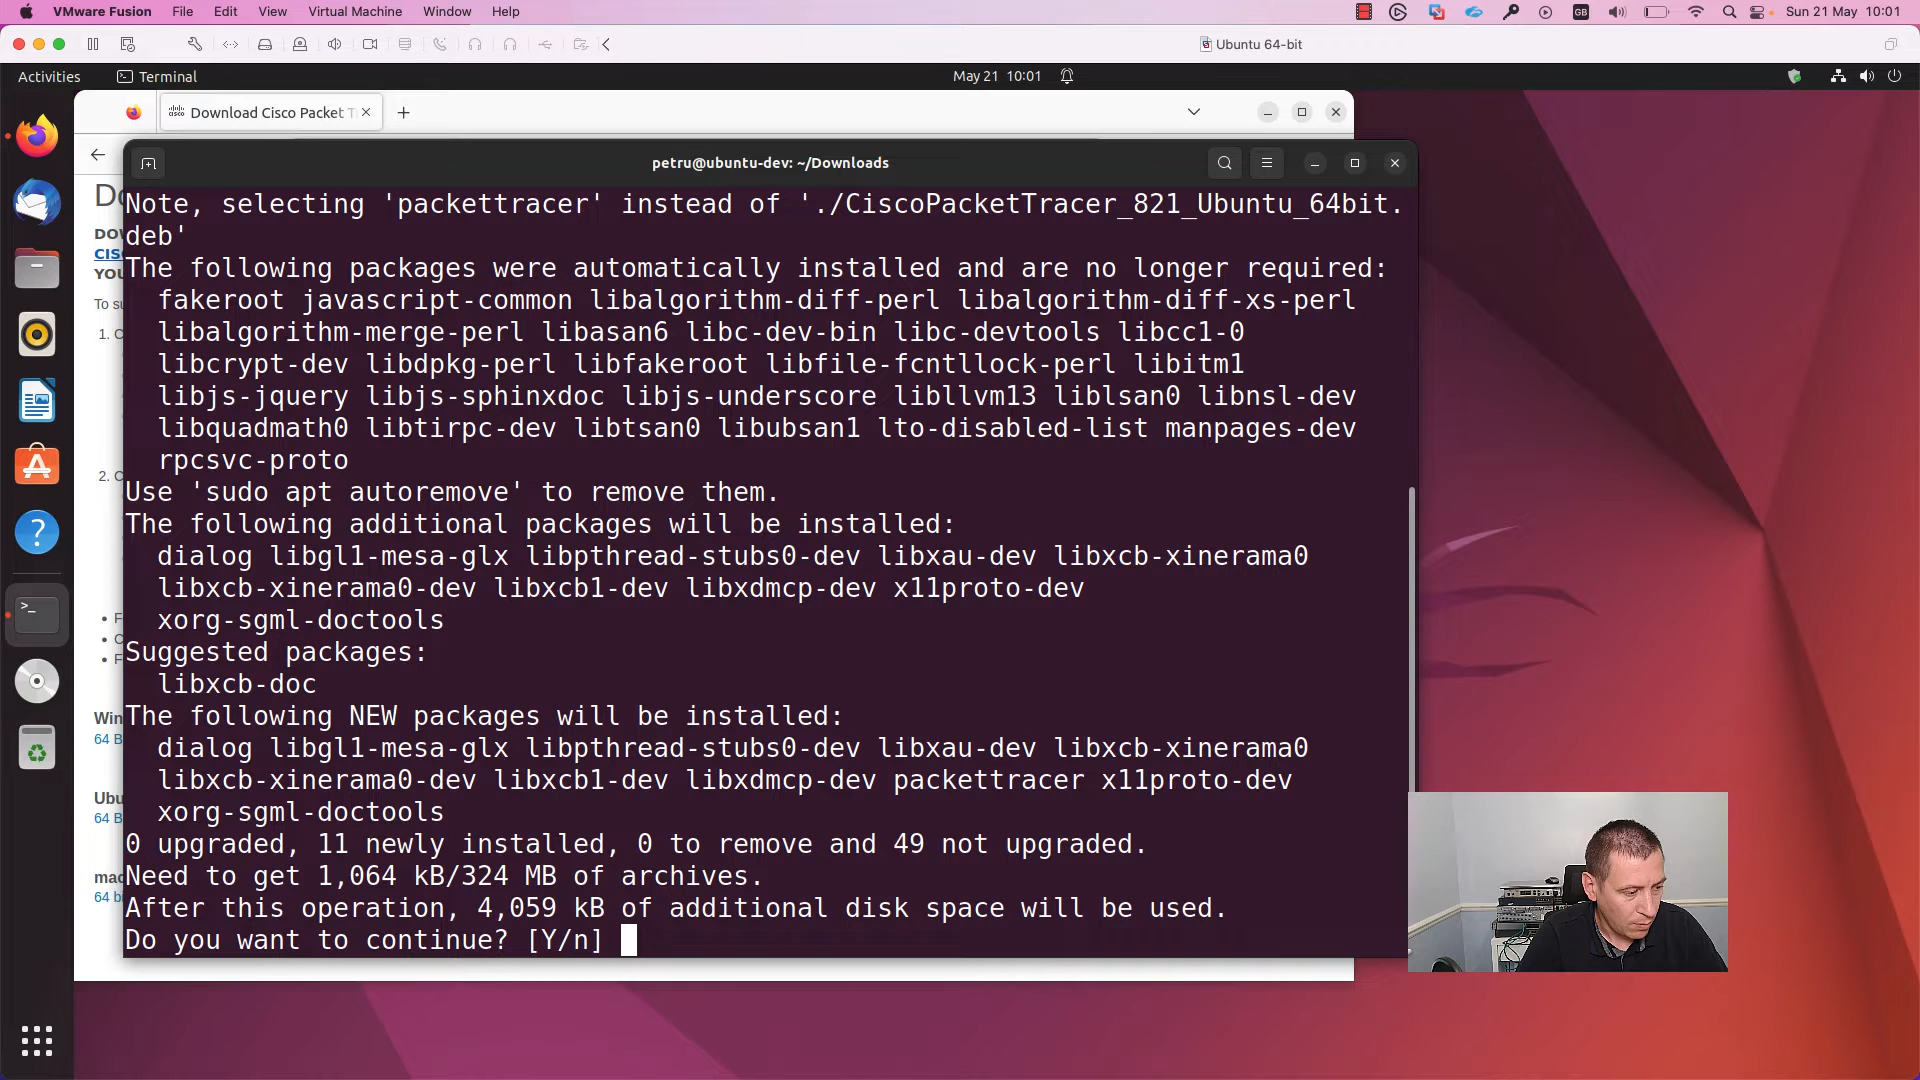 VMware Fusion File Edit View Virtual Machine Window Help GB Sun 21 May 10:01
Ubuntu 64-bit
Activities Terminal May 21 10:01
Download Cisco Packet T
petru@ubuntu-dev: ~/Downloads
Note, selecting 'packettracer' instead of './CiscoPacketTracer_821_Ubuntu_64bit.
deb'
The following packages were automatically installed and are no longer required:
fakeroot javascript-common libalgorithm-diff-perl libalgorithm-diff-xs-perl
libalgorithm-merge-perl libasan6 libc-dev-bin libc-devtools libcc1-0
libcrypt-dev libdpkg-perl libfakeroot libfile-fcntllock-perl libitm1
libjs-jquery libjs-sphinxdoc libjs-underscore libllvm13 liblsan0 libnsl-dev
libquadmath0 libtirpc-dev libtsan0 libubsan1 lto-disabled-list manpages-dev
rpcsvc-proto
Use 'sudo apt autoremove' to remove them.
The following additional packages will be installed:
dialog libgl1-mesa-glx libpthread-stubs0-dev libxau-dev libxcb-xinerama0
libxcb-xinerama0-dev libxcb1-dev libxdmcp-dev x11proto-dev
xorg-sgml-doctools
Suggested packages:
libxcb-doc
The following NEW packages will be installed:
dialog libgl1-mesa-glx libpthread-stubs0-dev libxau-dev libxcb-xinerama0
libxcb-xinerama0-dev libxcb1-dev libxdmcp-dev packettracer x11proto-dev
xorg-sgml-doctools
0 upgraded, 11 newly installed, 0 to remove and 49 not upgraded.
Need to get 1,064 kB/324 MB of archives.
After this operation, 4,059 kB of additional disk space will be used.
Do you want to continue? [Y/n]